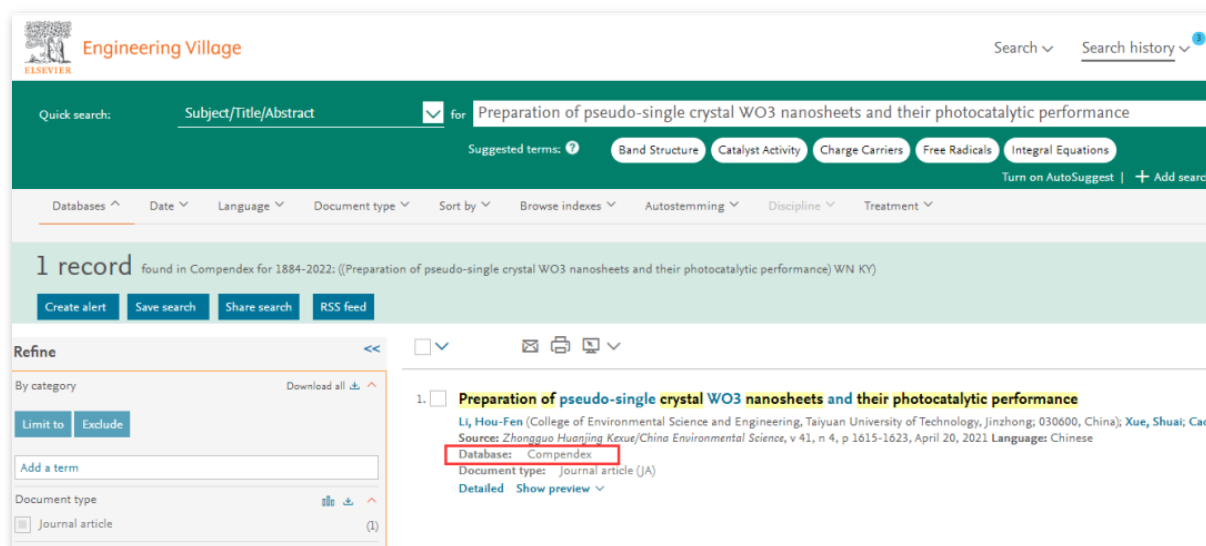 ELSEVIER
Engineering Village
Search
Search history
3
Quick search:
Subject/Title/Abstract
for
Preparation of pseudo-single crystal WO3 nanosheets and their photocatalytic performance
Suggested terms: ?
Band Structure
Catalyst Activity
Charge Carriers
Free Radicals
Integral Equations
Turn on AutoSuggest | + Add searc
Databases
Date
Language
Document type
Sort by
Browse indexes
Autostemming
Discipline
Treatment
1 record found in Compendex for 1884-2022: ((Preparation of pseudo-single crystal WO3 nanosheets and their photocatalytic performance) WN KY)
Create alert
Save search
Share search
RSS feed
Refine
<<
By category
Download all
Limit to
Exclude
Add a term
Document type
Journal article
(1)
1. Preparation of pseudo-single crystal WO3 nanosheets and their photocatalytic performance
Li, Hou-Fen (College of Environmental Science and Engineering, Taiyuan University of Technology, Jinzhong; 030600, China); Xue, Shuai; Cao
Source: Zhongguo Huanjing Kexue/China Environmental Science, v 41, n 4, p 1615-1623, April 20, 2021 Language: Chinese
Database: Compendex
Document type: Journal article (JA)
Detailed Show preview